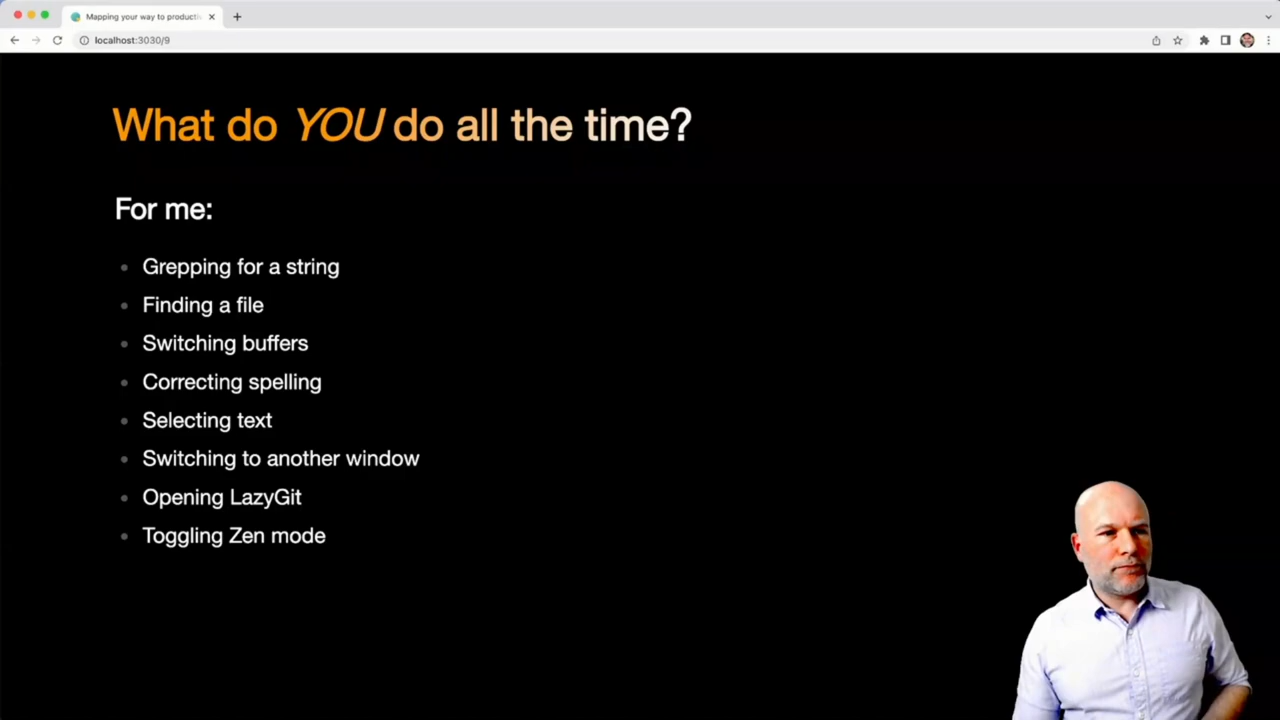 Mapping your way to productiv
localhost:3030/9
What do YOU do all the time?
For me:
Grepping for a string
Finding a file
Switching buffers
Correcting spelling
Selecting text
Switching to another window
Opening LazyGit
Toggling Zen mode